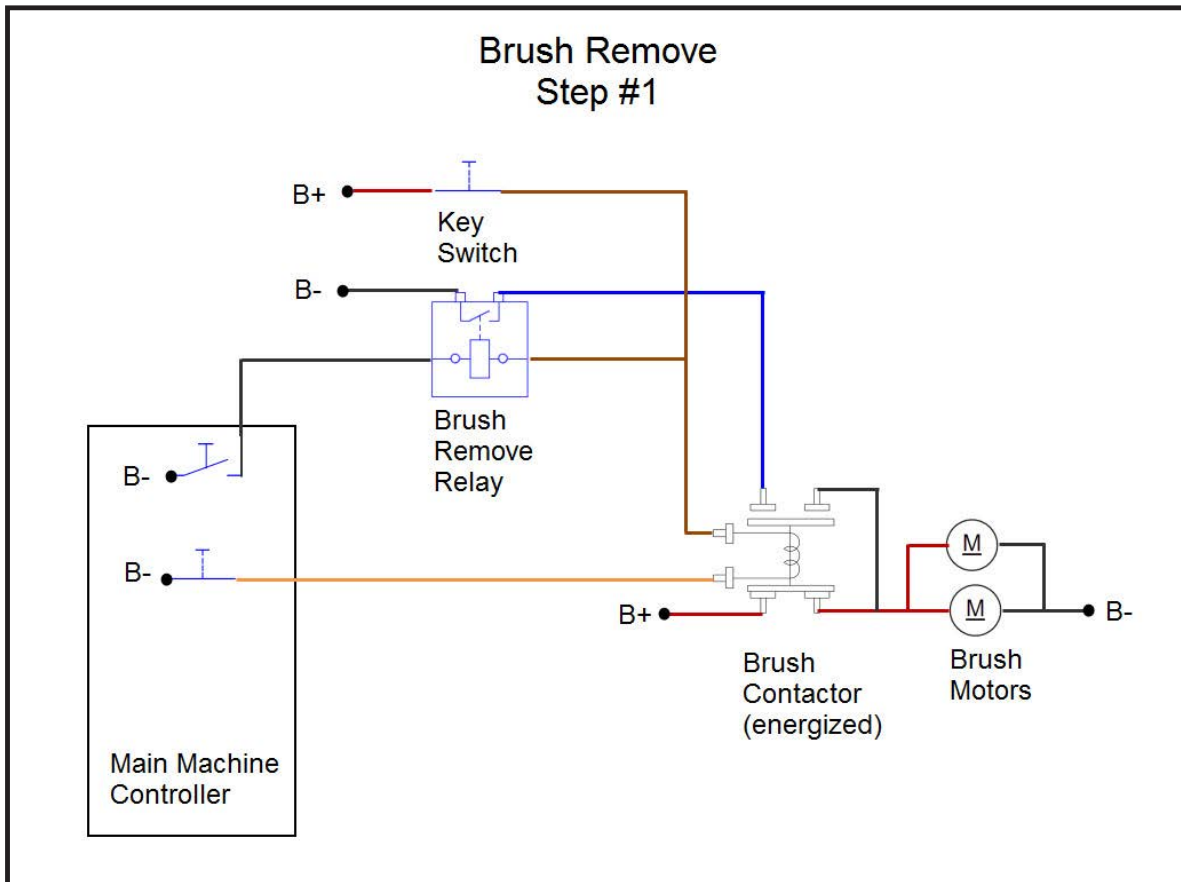 Brush Remove
Step #1
B+
Key
Switch
B-
Brush
Remove
Relay
B-
B-
B+
M
M
B-
Brush
Contactor
(energized)
Brush
Motors
Main Machine
Controller